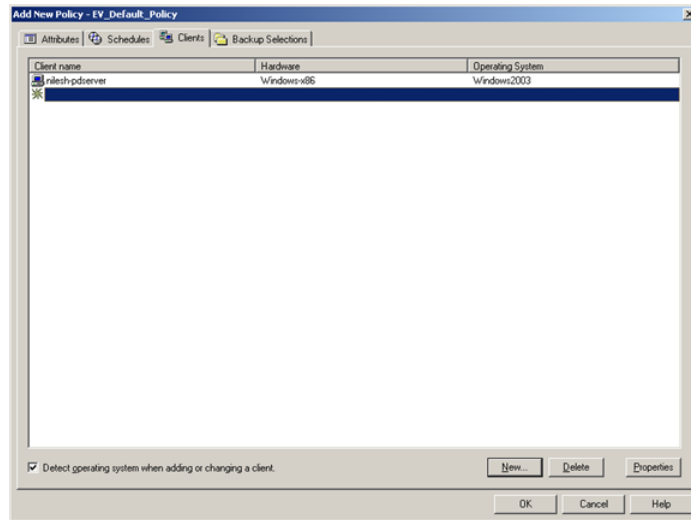 Add New Policy - EV_Default_Policy
Attributes Schedules Clients Backup Selections
Client name Hardware Operating System
nilesh-pdserver Windows-x86 Windows2003
Detect operating system when adding or changing a client.
New... Delete Properties
OK Cancel Help